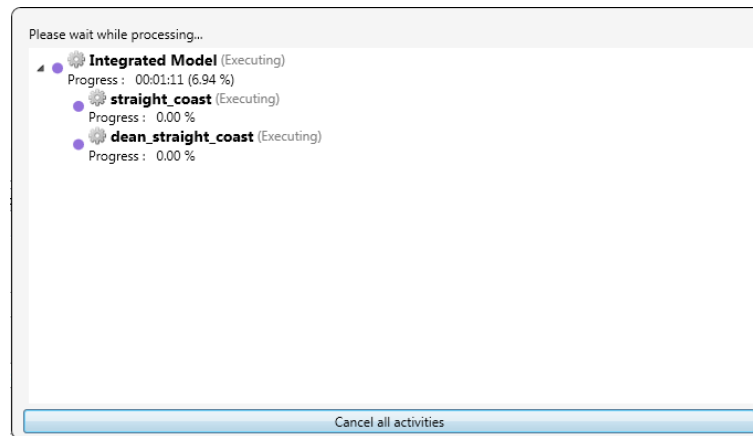 Please wait while processing...
Integrated Model (Executing)
Progress : 00:01:11 (6.94 %)
straight_coast (Executing)
Progress : 0.00 %
dean_straight_coast (Executing)
Progress : 0.00 %
Cancel all activities